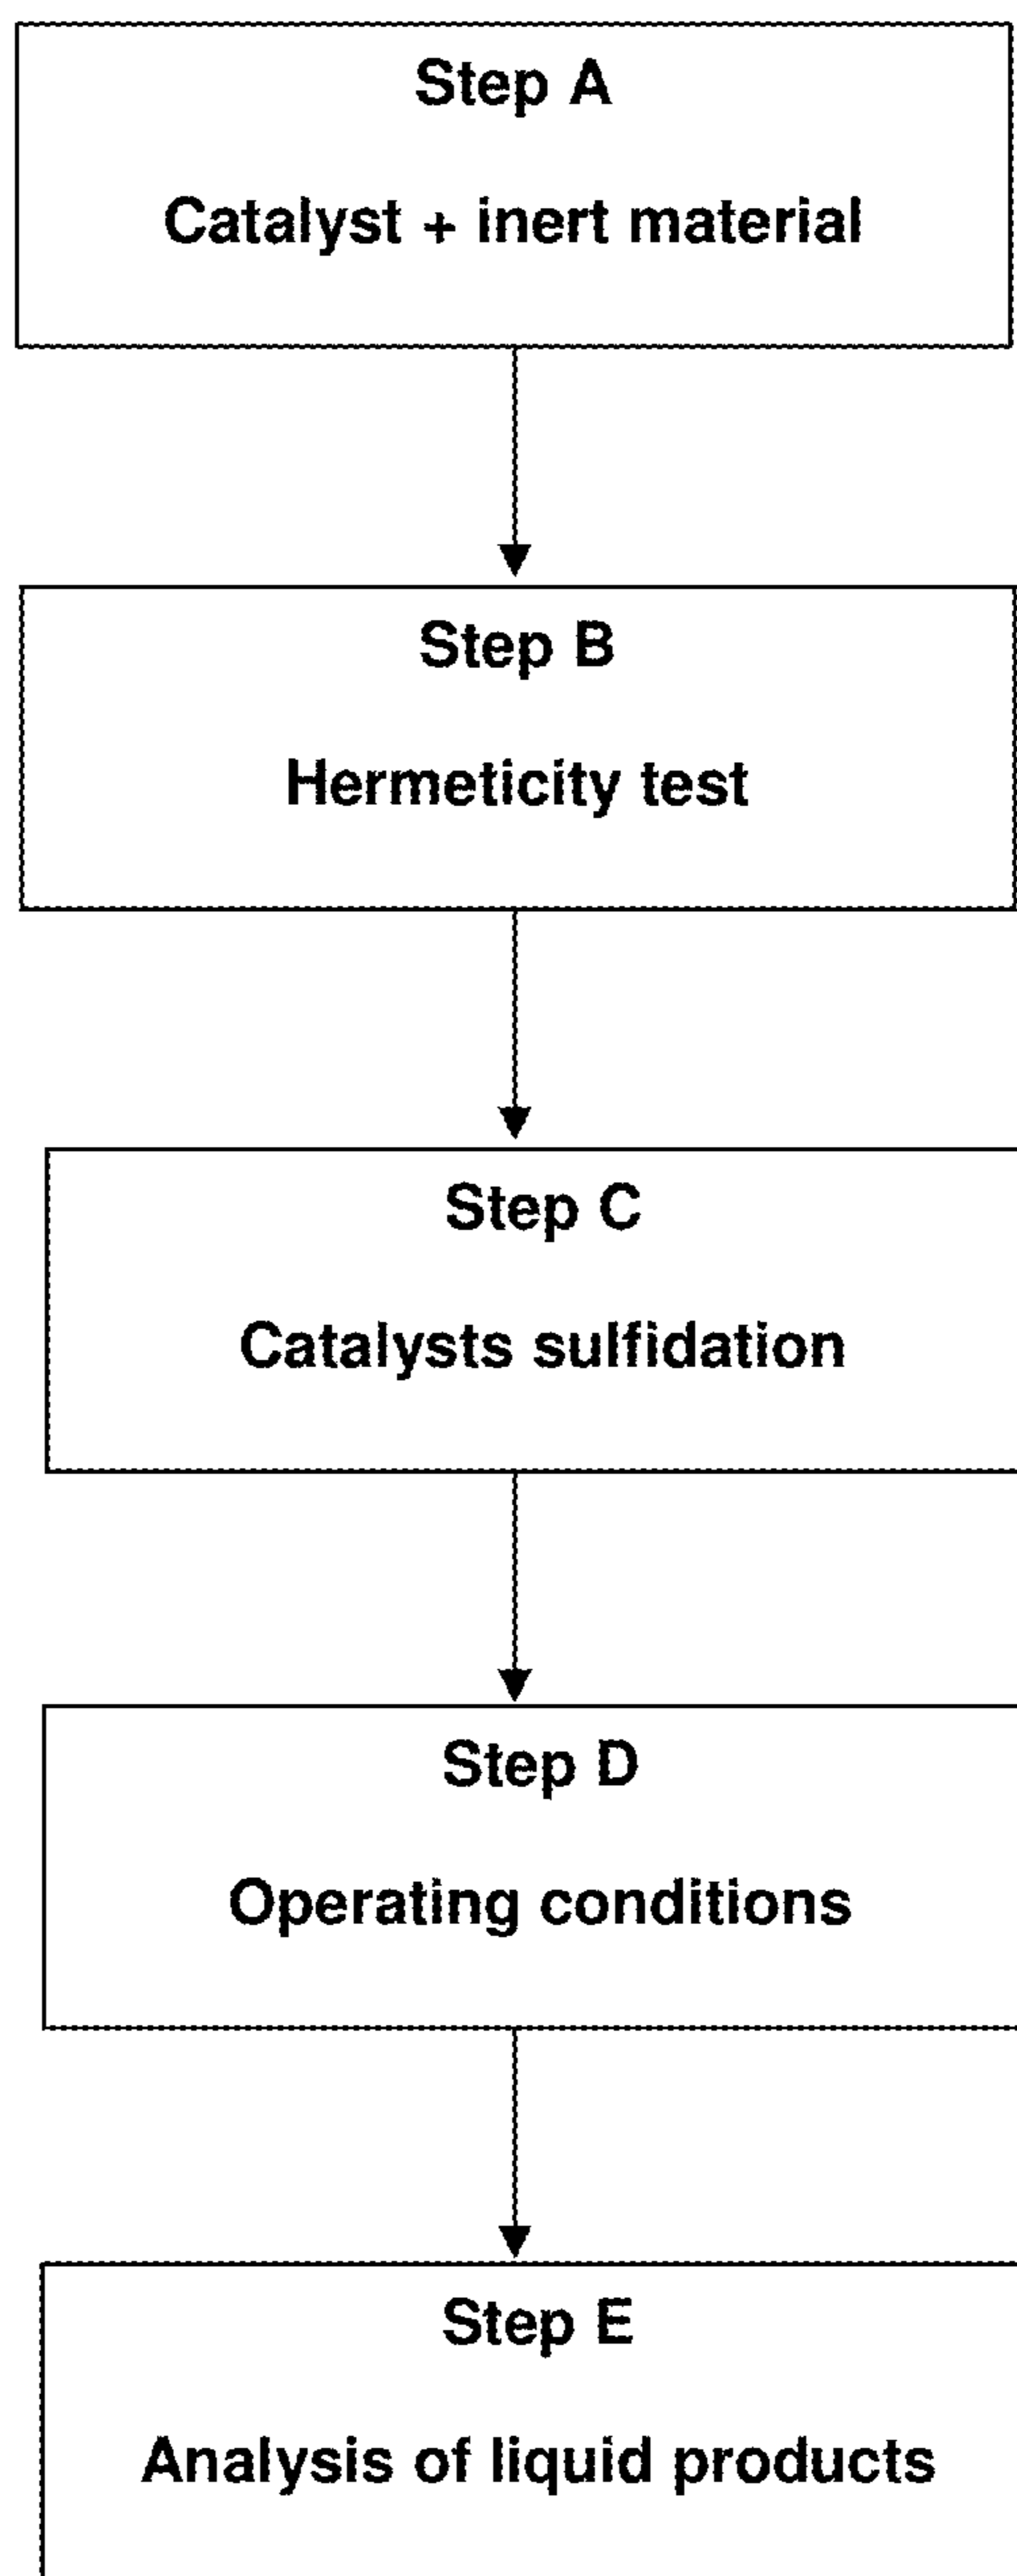 Step A
Catalyst + inert material
Step B
Hermeticity test
Step C
Catalysts sulfidation
Step D
Operating conditions
Step E
Analysis of liquid products